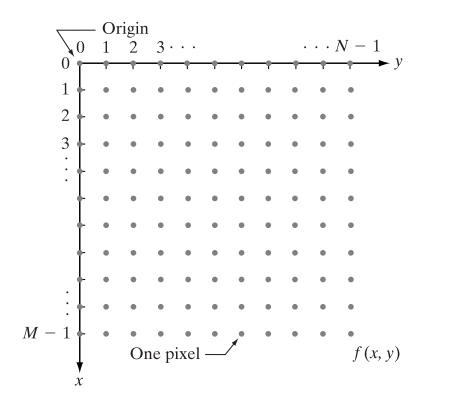 Origin
0 1 2 3 · · · · · · N − 1
y
0
1
2
3
·
·
·
·
·
·
M − 1
One pixel
f(x, y)
x